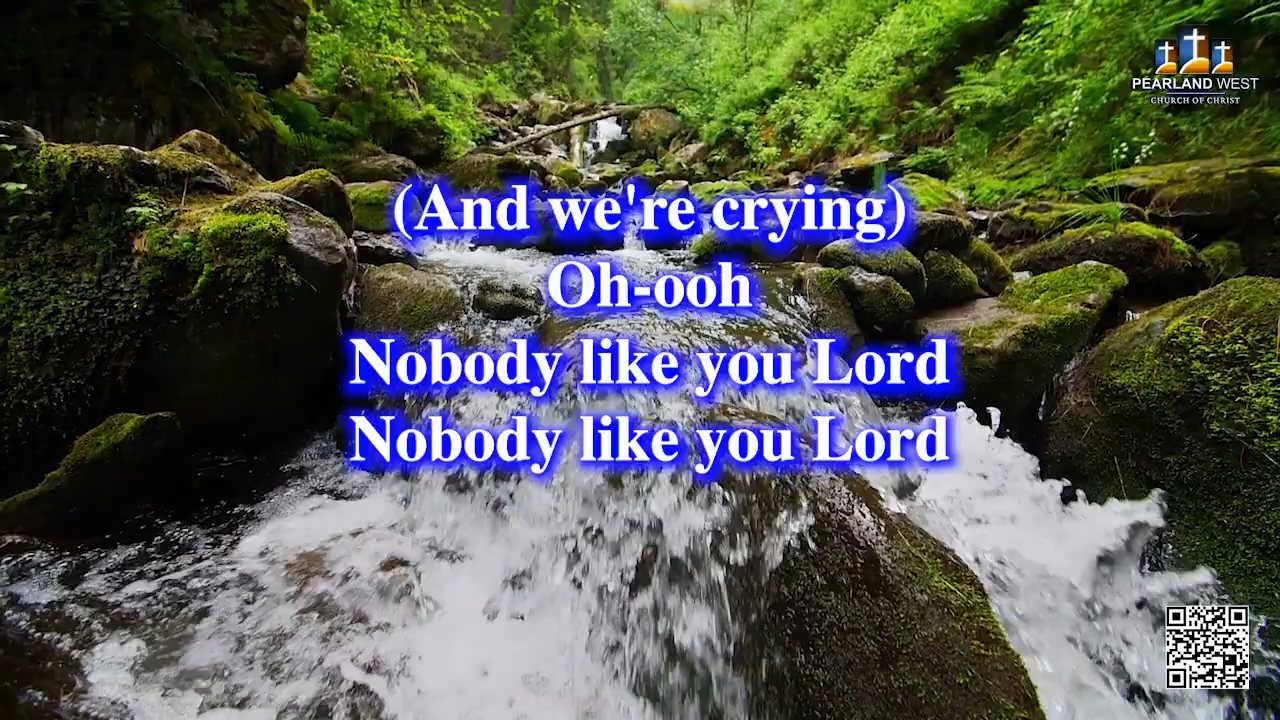 PEARLAND WEST
CHURCH OF CHRIST
(And we're crying)
Oh-ooh
Nobody like you Lord
Nobody like you Lord